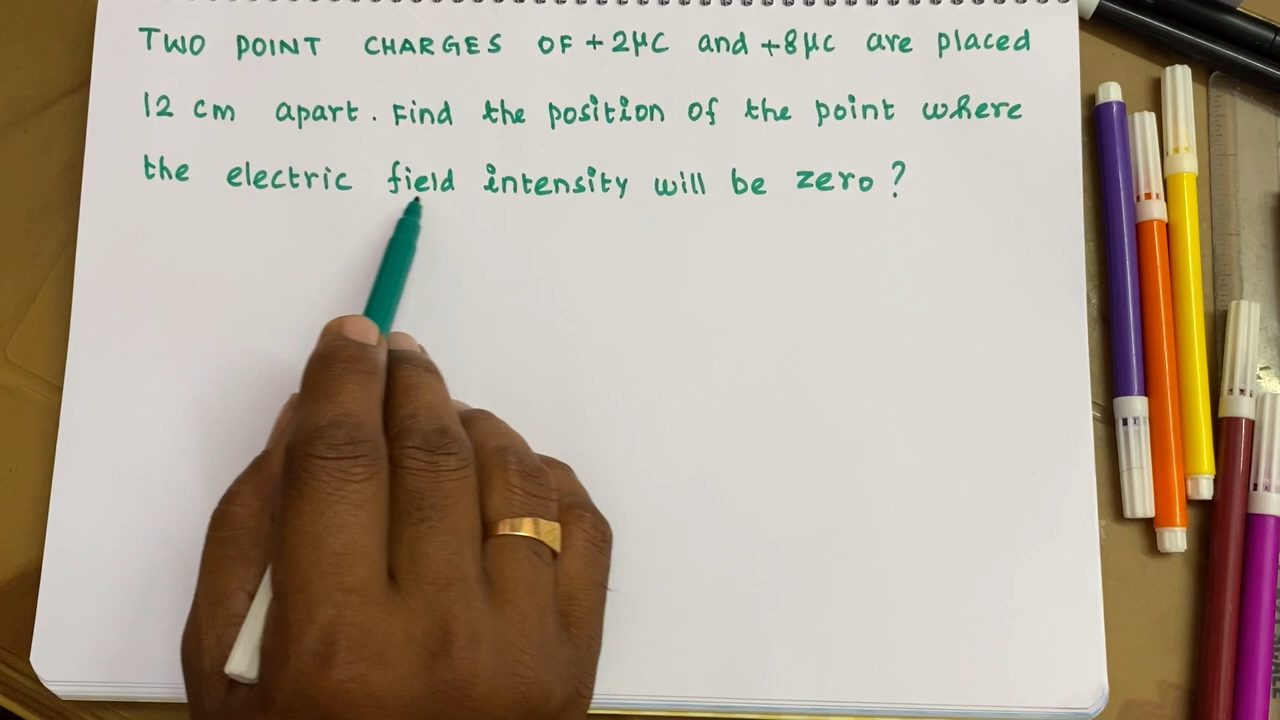 TWO POINT CHARGES OF +2μC and +8μc are placed
12 cm apart. Find the position of the point where
the electric field intensity will be zero?